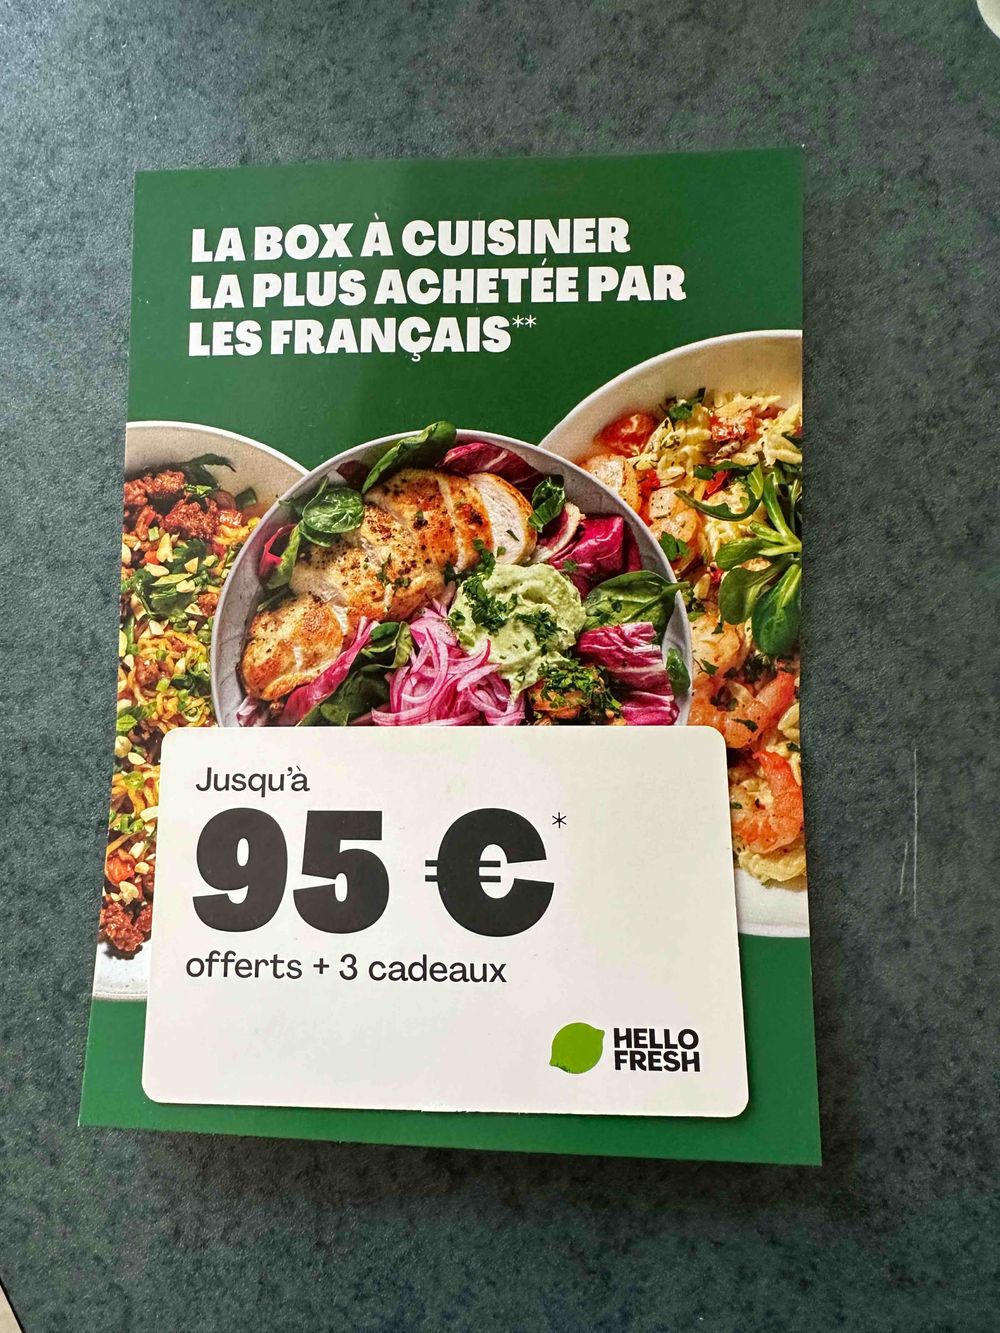 LA BOX À CUISINER
LA PLUS ACHETÉE PAR
LES FRANÇAIS**
Jusqu'à
95 €*
offerts + 3 cadeaux
HELLO
FRESH